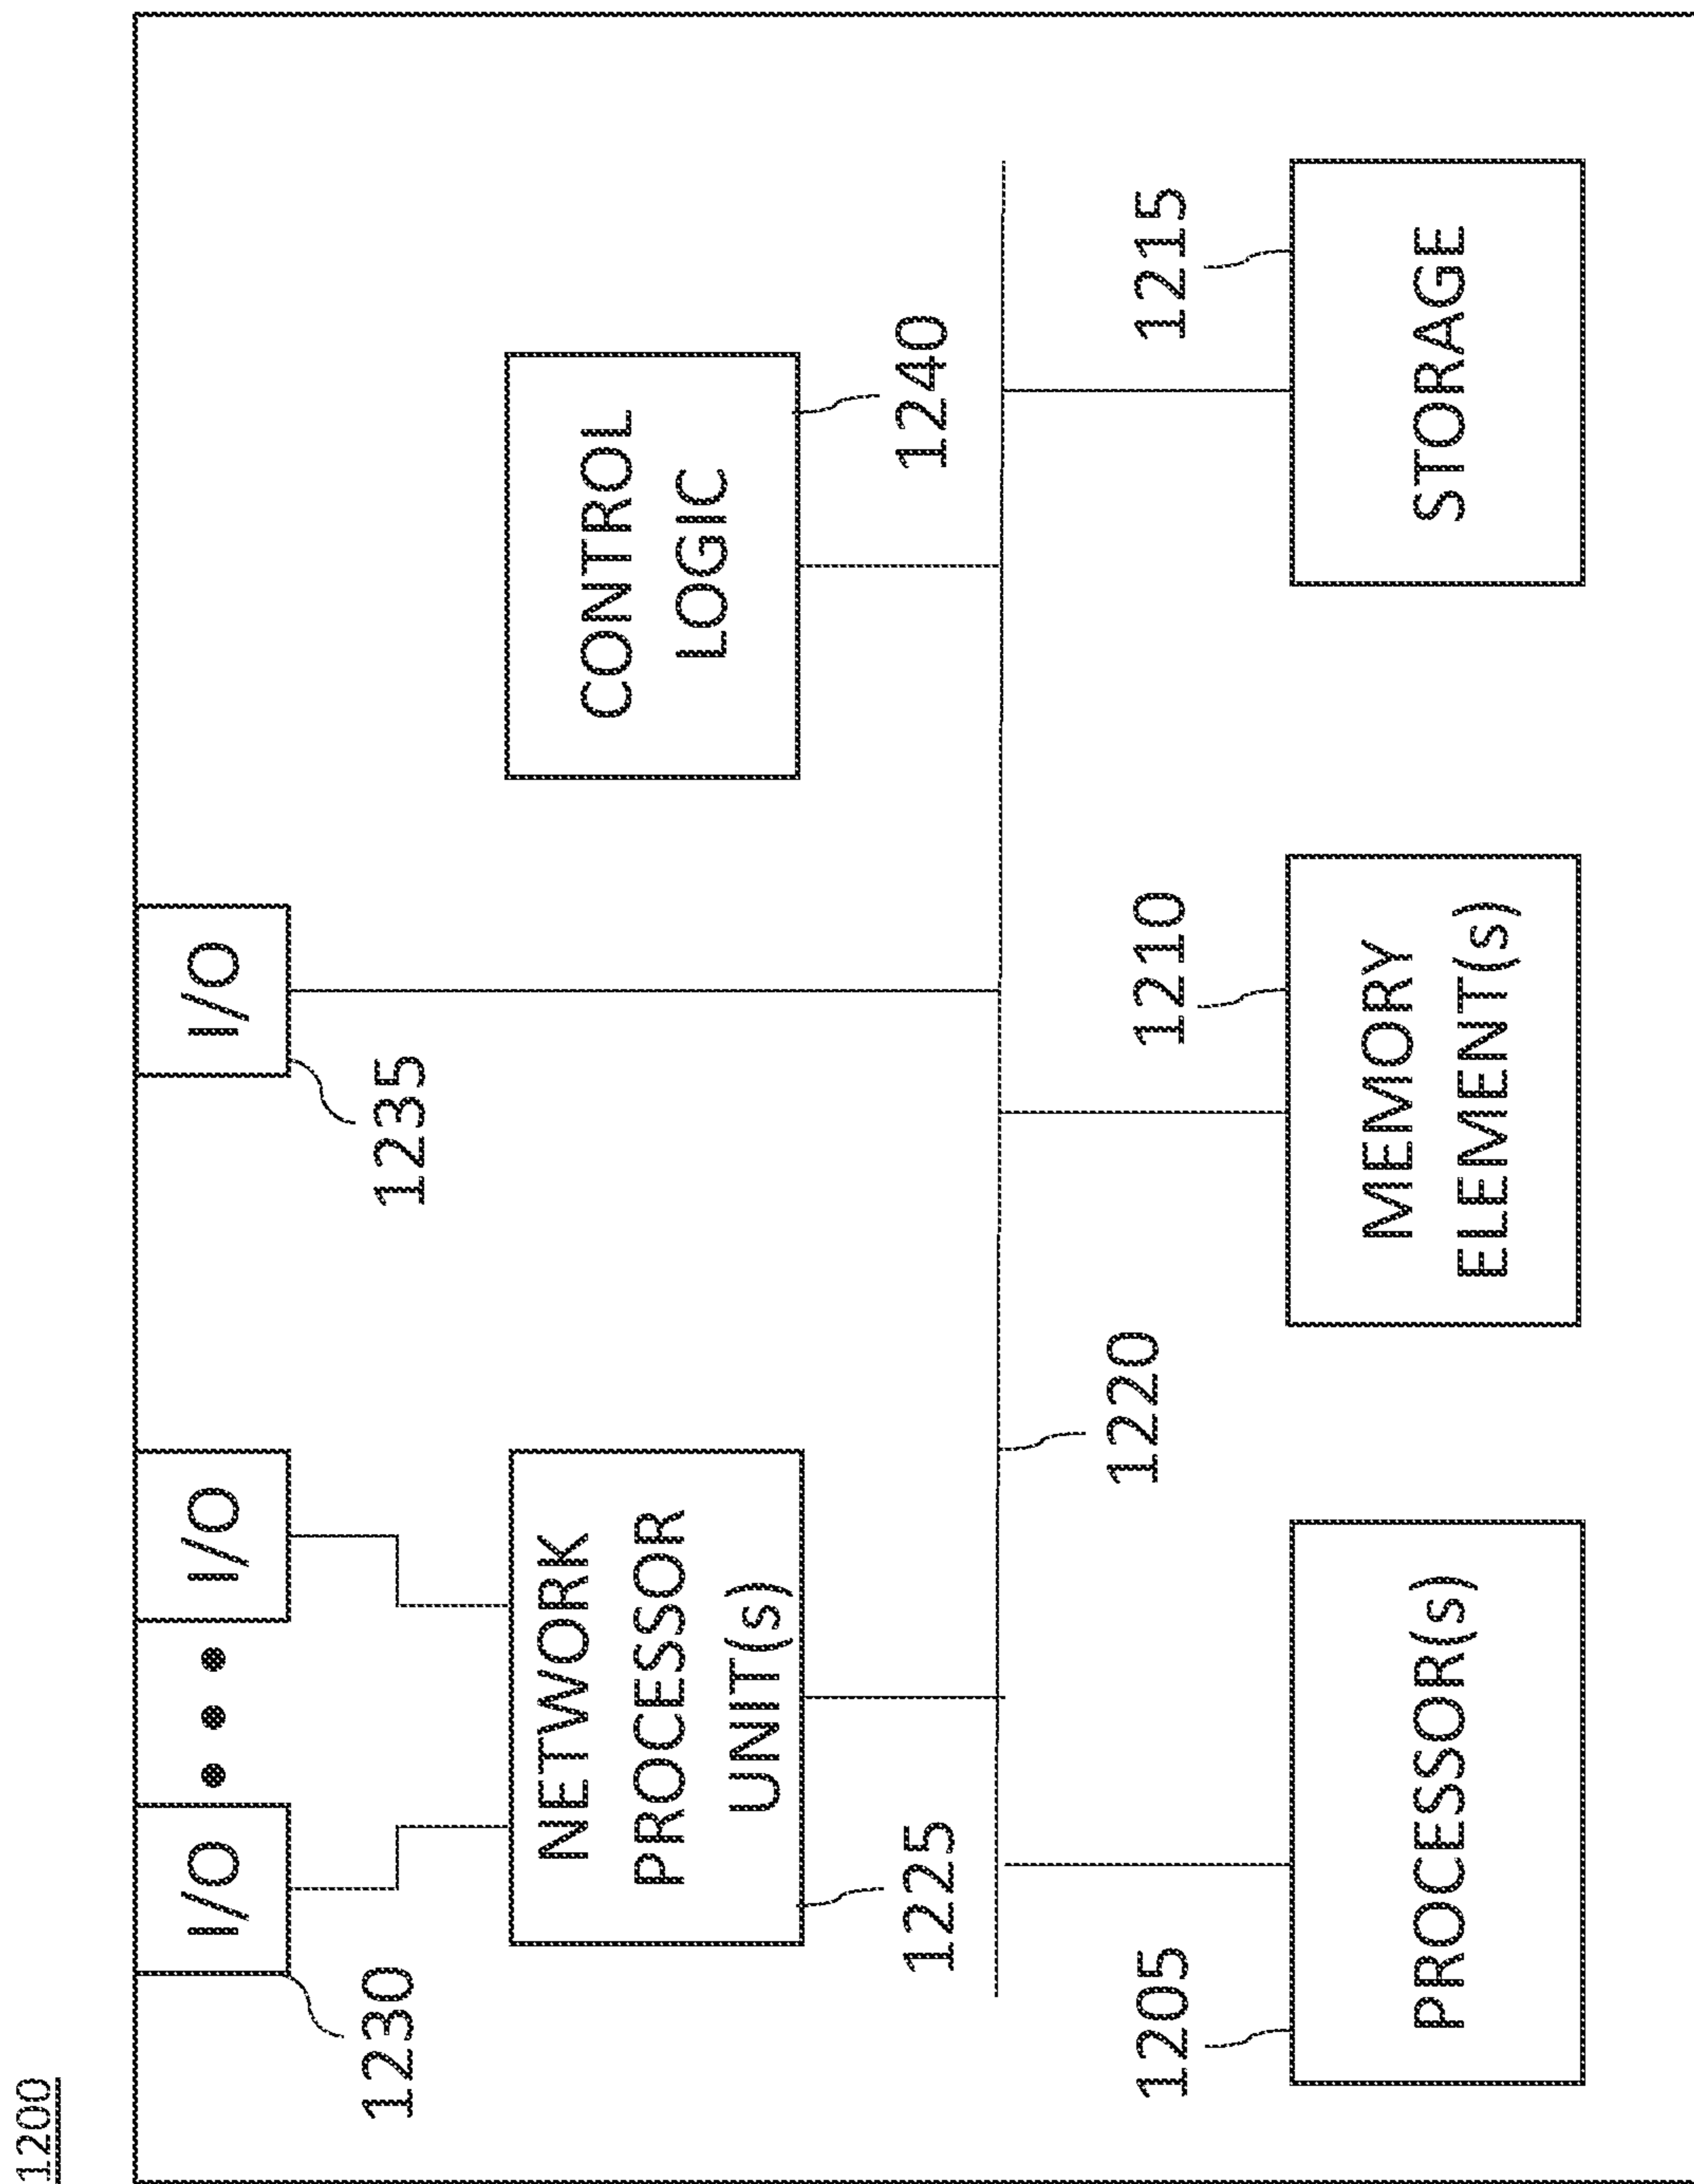 1200
I/O
I/O
I/O
1230
1235
NETWORK
PROCESSOR
UNIT(s)
CONTROL
LOGIC
1225
1240
1220
1205
1210
1215
PROCESSOR(s)
MEMORY
ELEMENT(s)
STORAGE